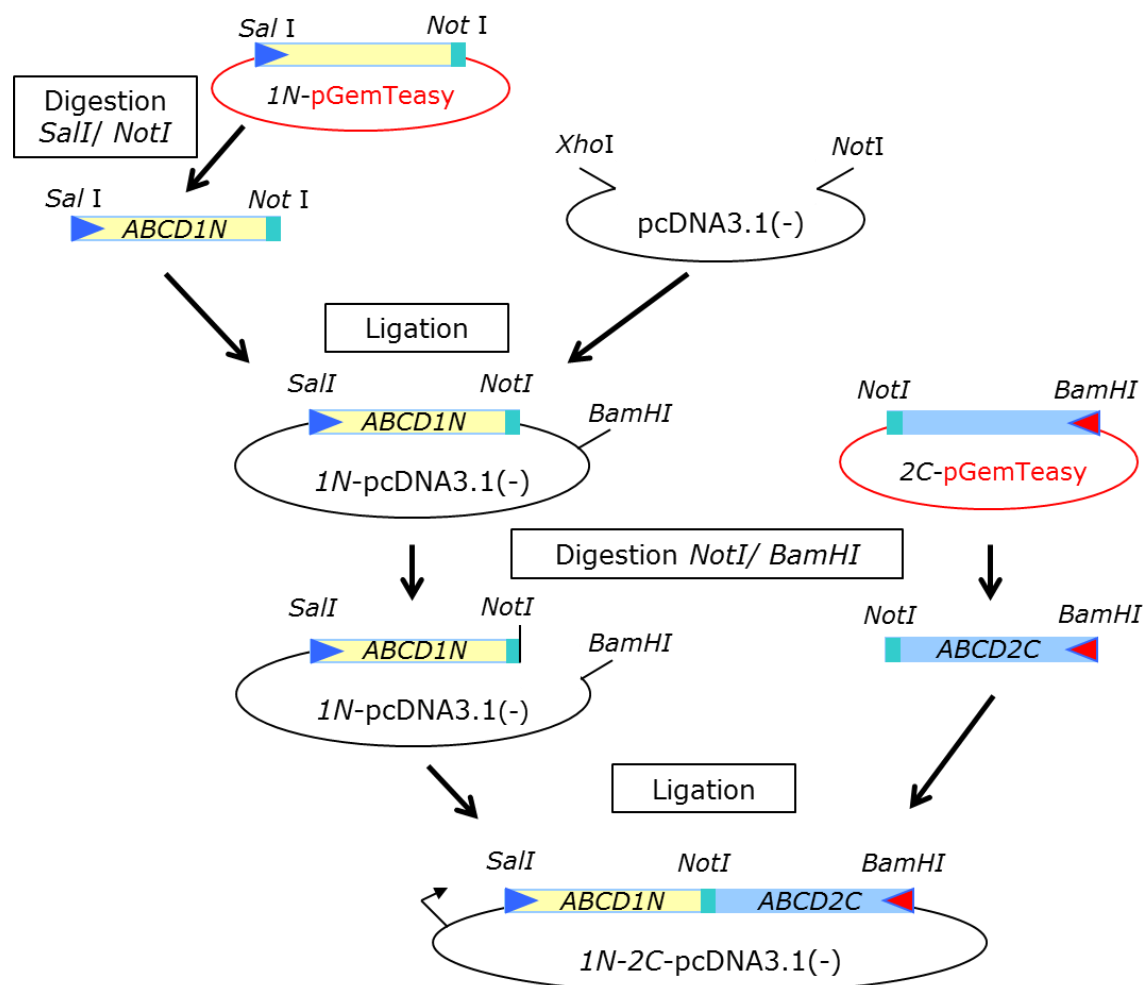 Sal I
Not I
1N-pGemTeasy
Digestion
SalI/ NotI
XhoI
NotI
Sal I
Not I
ABCD1N
pcDNA3.1(-)
Ligation
SalI
NotI
BamHI
ABCD1N
1N-pcDNA3.1(-)
NotI
BamHI
2C-pGemTeasy
Digestion NotI/ BamHI
SalI
NotI
BamHI
ABCD1N
1N-pcDNA3.1(-)
NotI
BamHI
ABCD2C
Ligation
SalI
NotI
BamHI
ABCD1N
ABCD2C
1N-2C-pcDNA3.1(-)